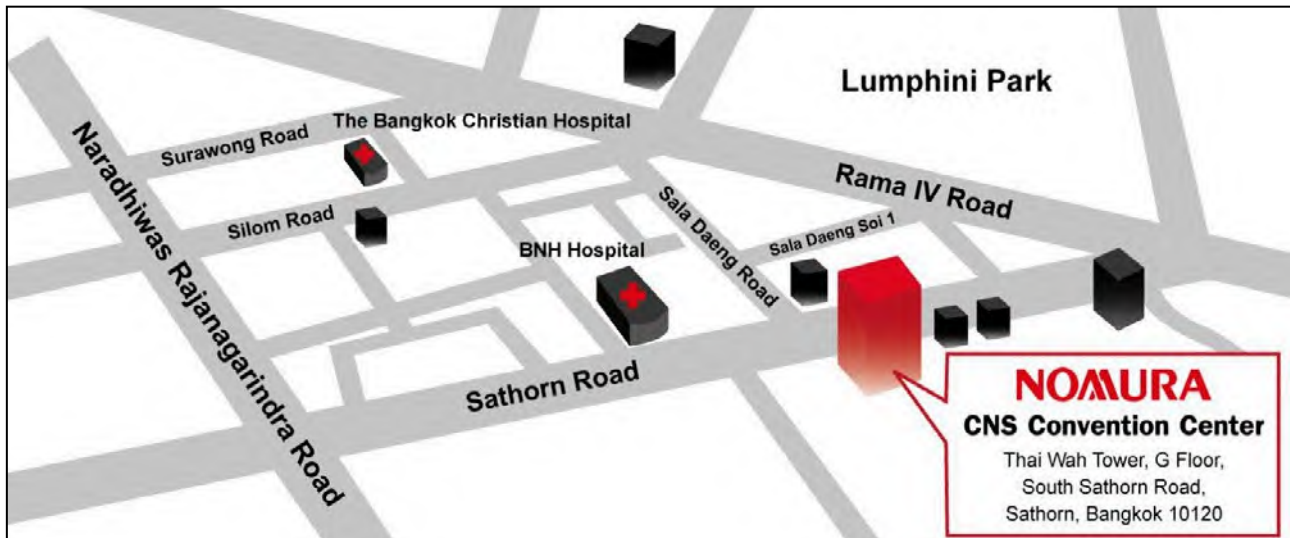 Lumphini Park
The Bangkok Christian Hospital
Surawong Road
Naradhiwas Rajanagarindra Road
Silom Road
Rama IV Road
Sala Daeng Road
Sala Daeng Soi 1
BNH Hospital
Sathorn Road
NOMURA
CNS Convention Center
Thai Wah Tower, G Floor,
South Sathorn Road,
Sathorn, Bangkok 10120